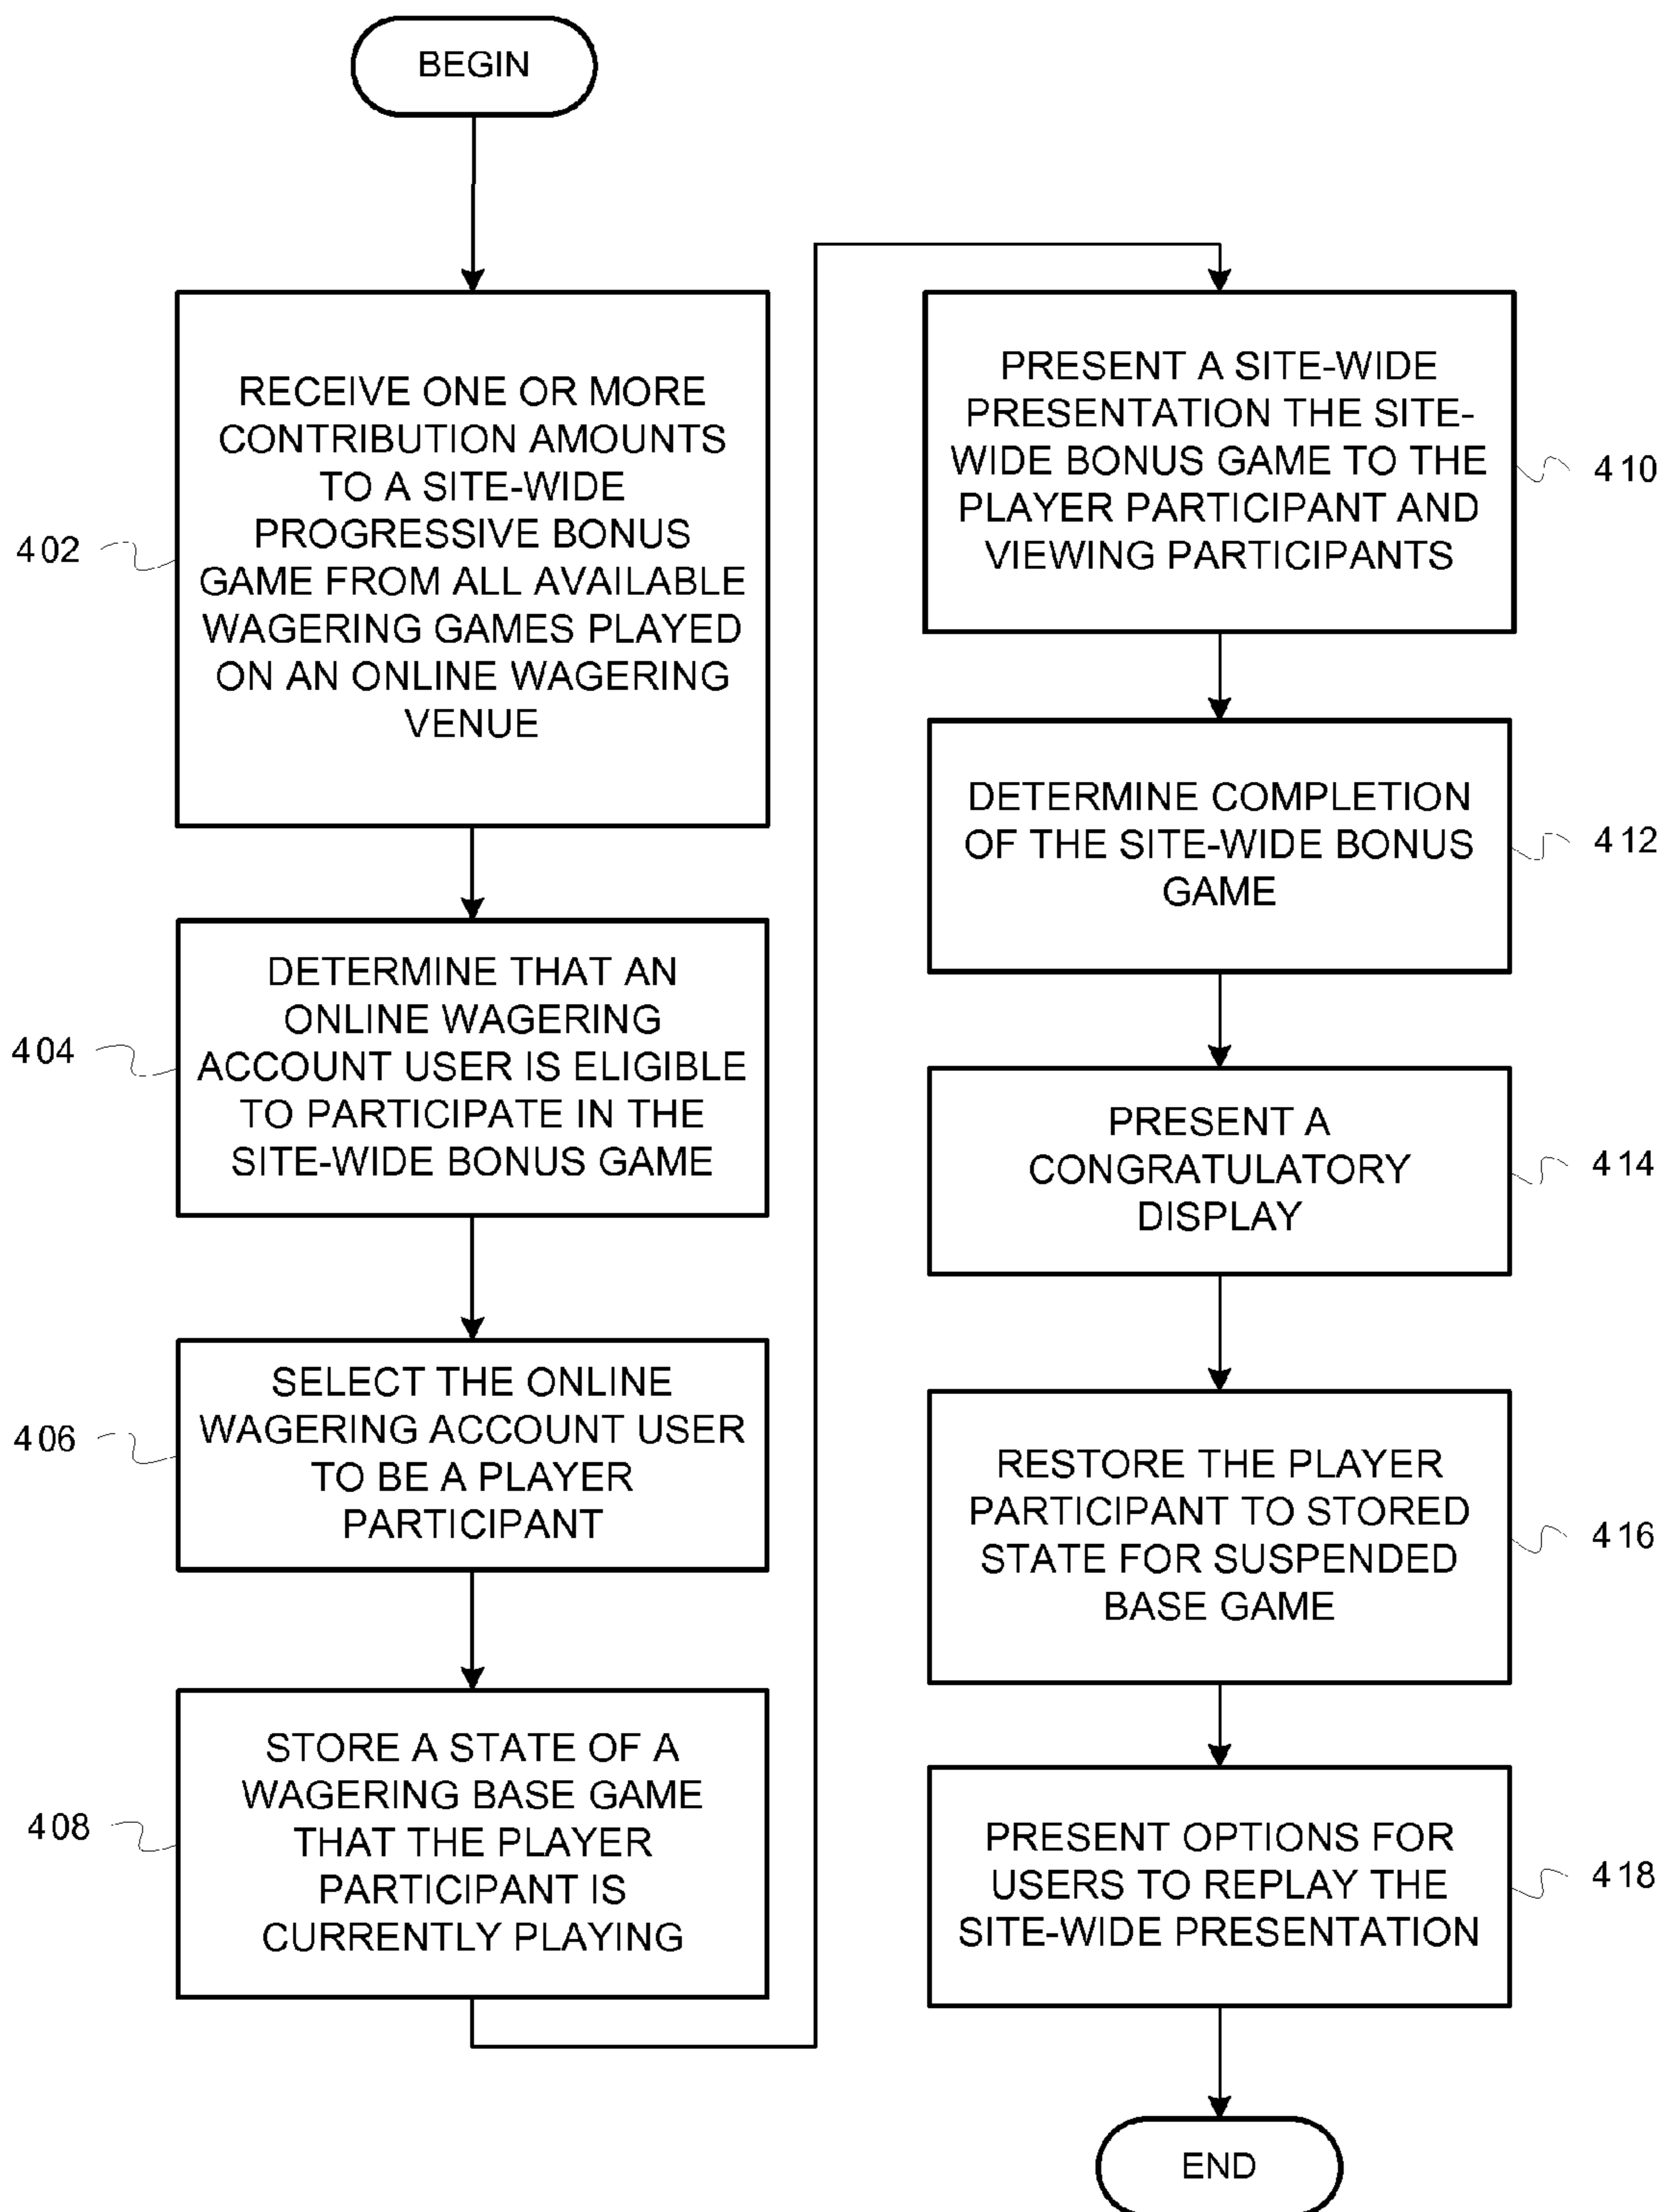 BEGIN
402
RECEIVE ONE OR MORE
CONTRIBUTION AMOUNTS
TO A SITE-WIDE
PROGRESSIVE BONUS
GAME FROM ALL AVAILABLE
WAGERING GAMES PLAYED
ON AN ONLINE WAGERING
VENUE
404
DETERMINE THAT AN
ONLINE WAGERING
ACCOUNT USER IS ELIGIBLE
TO PARTICIPATE IN THE
SITE-WIDE BONUS GAME
406
SELECT THE ONLINE
WAGERING ACCOUNT USER
TO BE A PLAYER
PARTICIPANT
408
STORE A STATE OF A
WAGERING BASE GAME
THAT THE PLAYER
PARTICIPANT IS
CURRENTLY PLAYING
PRESENT A SITE-WIDE
PRESENTATION THE SITE-
WIDE BONUS GAME TO THE
PLAYER PARTICIPANT AND
VIEWING PARTICIPANTS
410
DETERMINE COMPLETION
OF THE SITE-WIDE BONUS
GAME
412
PRESENT A
CONGRATULATORY
DISPLAY
414
RESTORE THE PLAYER
PARTICIPANT TO STORED
STATE FOR SUSPENDED
BASE GAME
416
PRESENT OPTIONS FOR
USERS TO REPLAY THE
SITE-WIDE PRESENTATION
418
END